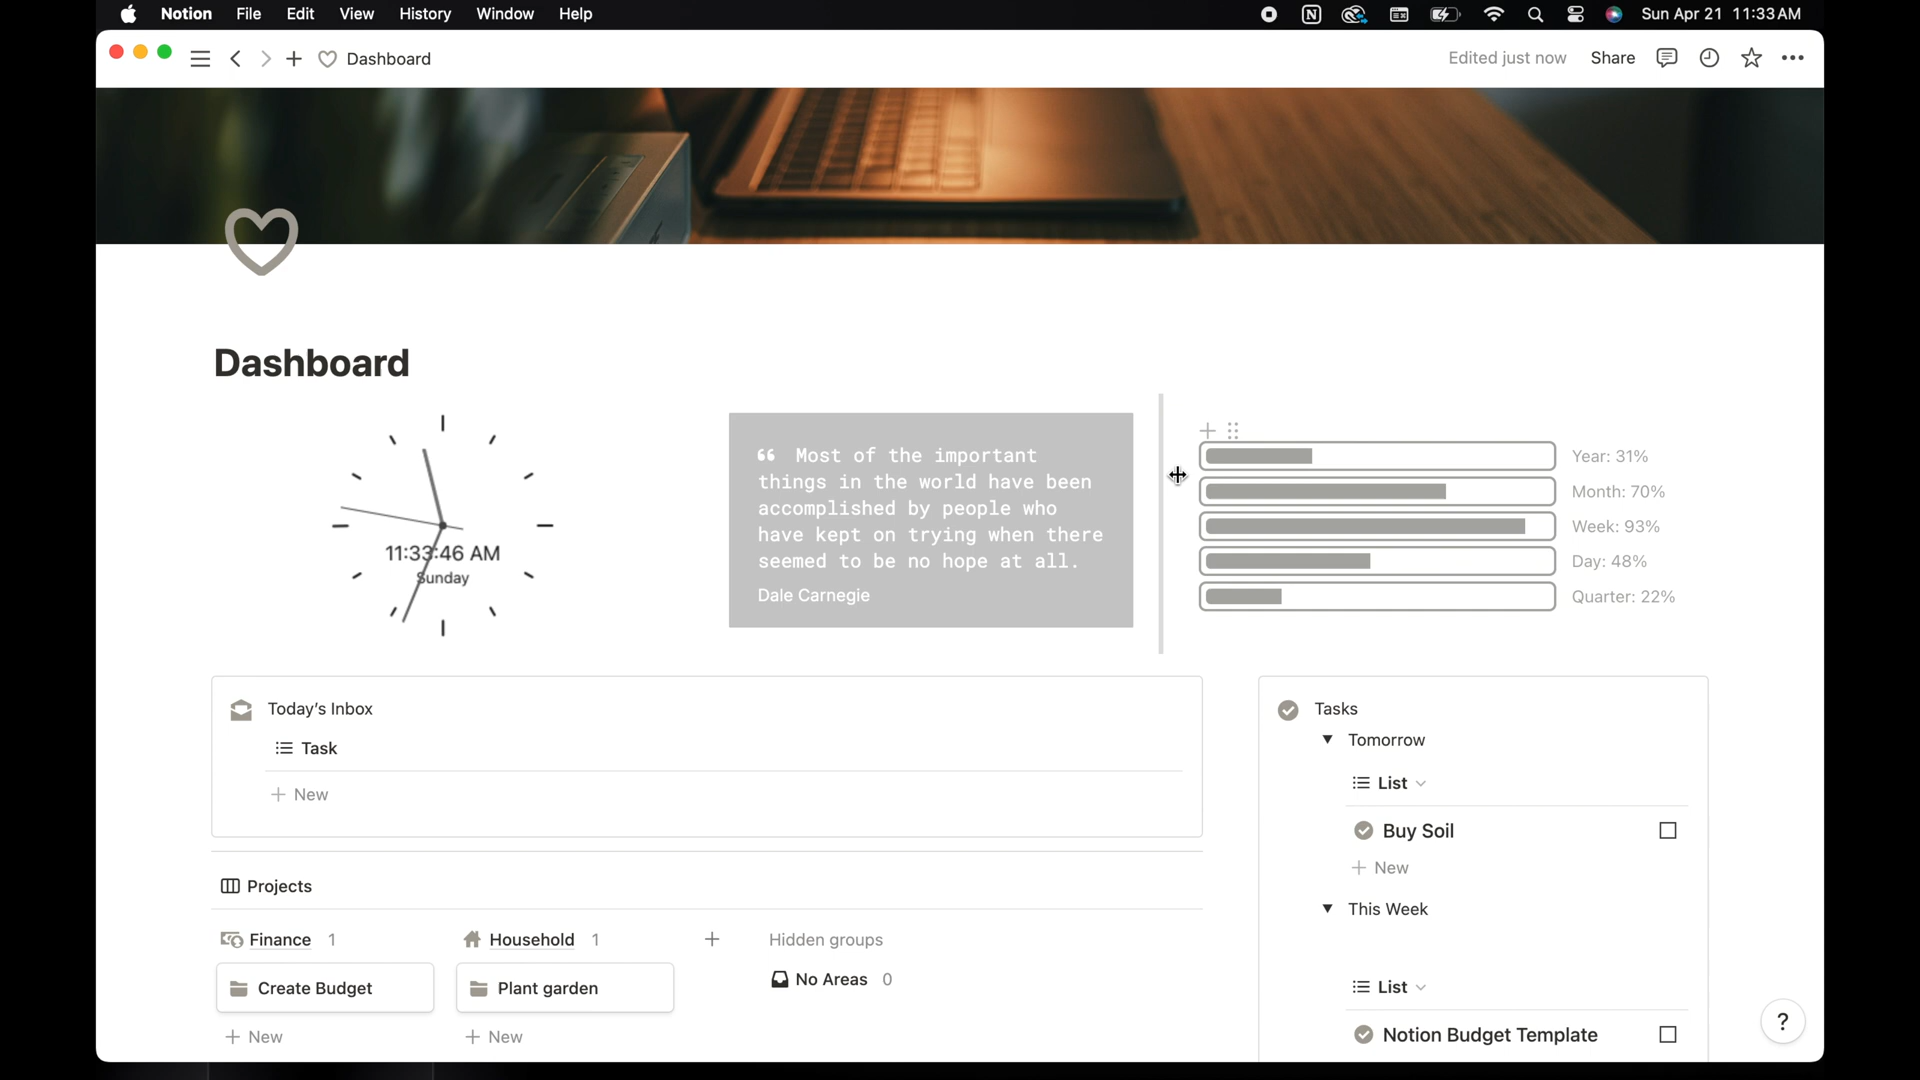 Notion File Edit View History Window Help
Sun Apr 21 11:33 AM
Dashboard
Edited just now Share
Dashboard
11:33:46 AM
Sunday
“ Most of the important
things in the world have been
accomplished by people who
have kept on trying when there
seemed to be no hope at all.
Dale Carnegie
Year: 31%
Month: 70%
Week: 93%
Day: 48%
Quarter: 22%
Today's Inbox
Task
+ New
Projects
Finance 1
Create Budget
+ New
Household 1
Plant garden
+ New
Hidden groups
No Areas 0
Tasks
Tomorrow
List
Buy Soil
+ New
This Week
List
Notion Budget Template
?